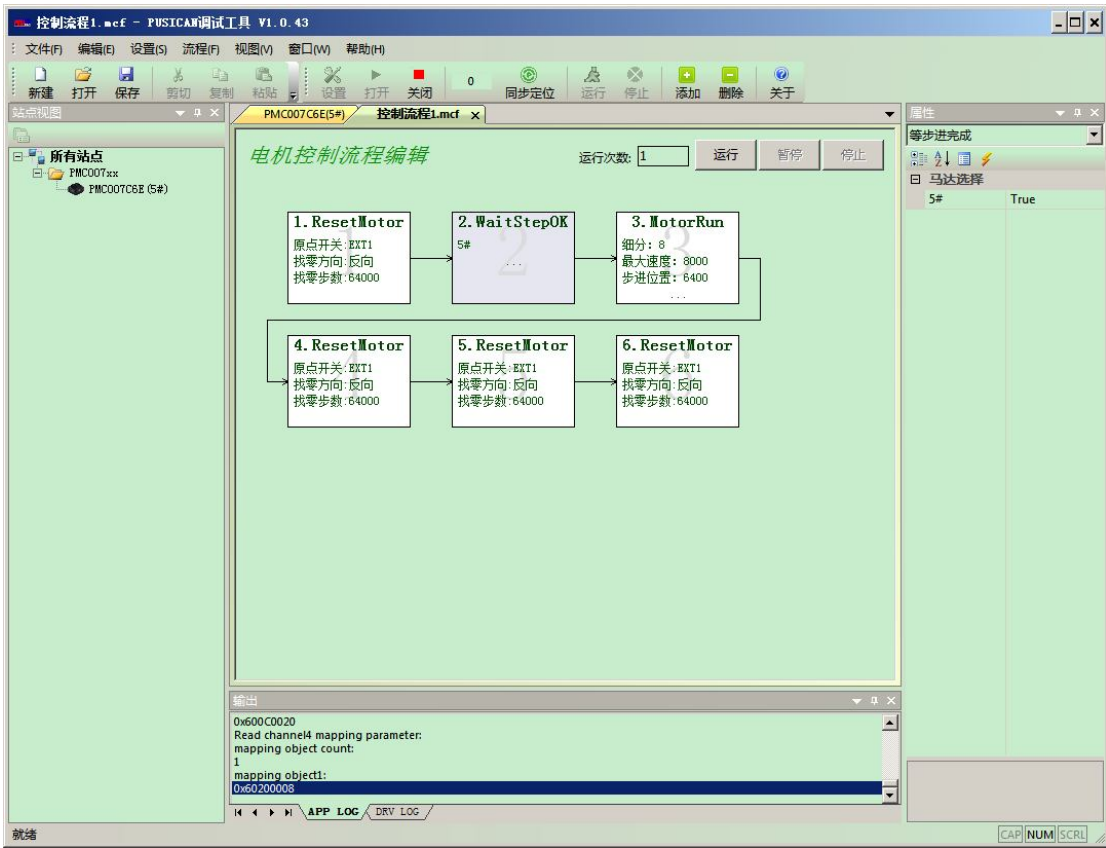 控制流程1.mcf - PUSICAN调试工具 V1.0.43
文件(F) 编辑(E) 设置(S) 流程(F) 视图(V) 窗口(W) 帮助(H)
新建 打开 保存 剪切 复制 粘贴 设置 打开 关闭 0 同步定位 运行 停止 添加 删除 关于
站点视图
所有站点
PMC007xx
PMC007C6E (5#)
PMC007C6E(5#) 控制流程1.mcf x
电机控制流程编辑
运行次数: 1 运行 暂停 停止
1
1.ResetMotor
原点开关:EXT1
找零方向:反向
找零步数:64000
2
2.WaitStepOK
5#
...
3
3.MotorRun
细分: 8
最大速度: 8000
步进位置: 6400
...
4
4.ResetMotor
原点开关:EXT1
找零方向:反向
找零步数:64000
5
5.ResetMotor
原点开关:EXT1
找零方向:反向
找零步数:64000
6
6.ResetMotor
原点开关:EXT1
找零方向:反向
找零步数:64000
属性
等步进完成
马达选择
5# True
输出
0x600C0020
Read channel4 mapping parameter:
mapping object count:
1
mapping object1:
0x60200008
APP LOG DRV LOG
就绪
CAP NUM SCRL